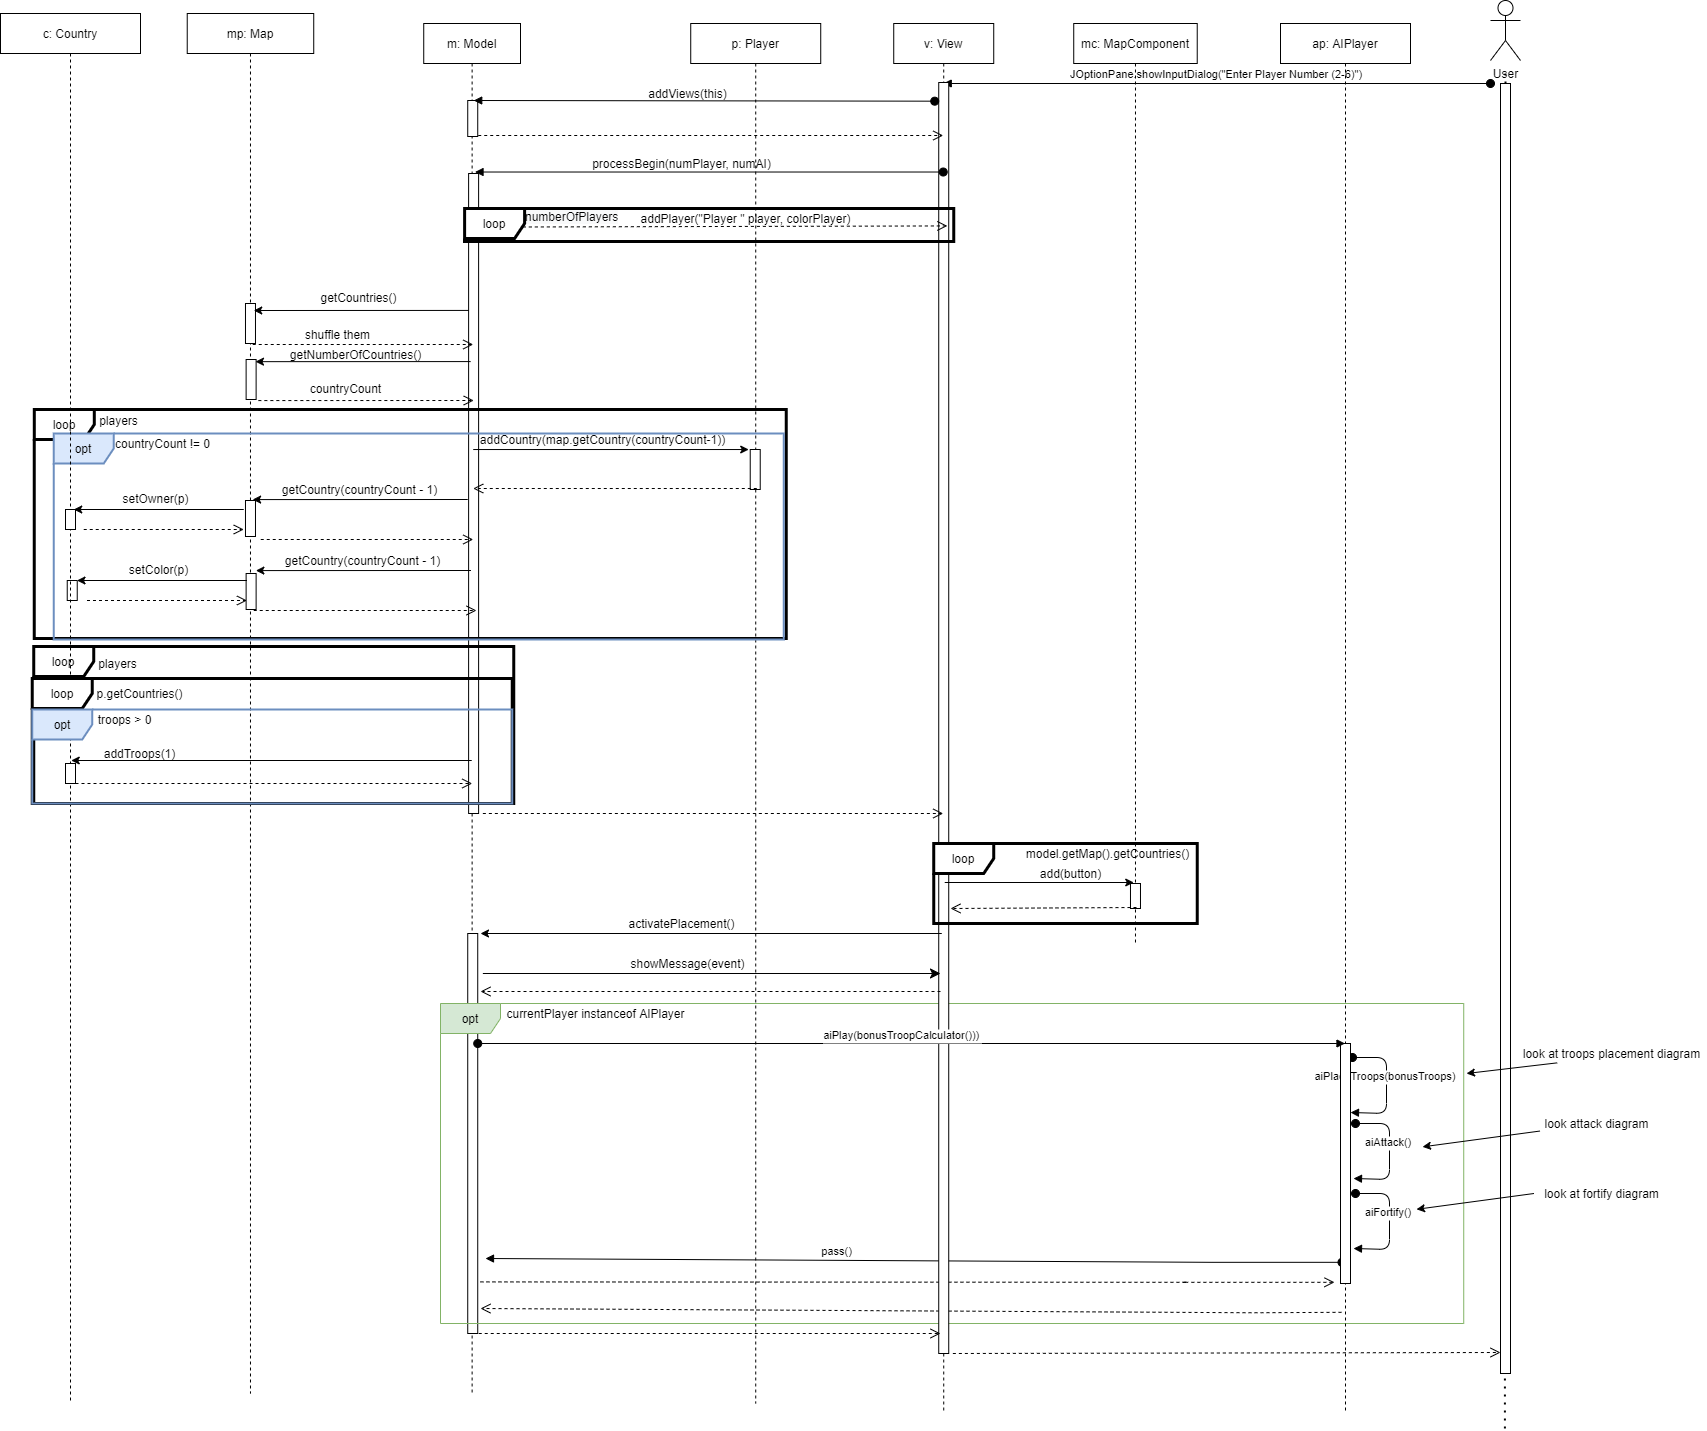 c: Country
mp: Map
m: Model
p: Player
v: View
mc: MapComponent
ap: AIPlayer
User
JOptionPane.showInputDialog("Enter Player Number (2-6)")
addViews(this)
processBegin(numPlayer, numAI)
loop
numberOfPlayers
addPlayer("Player " player, colorPlayer)
getCountries()
shuffle them
getNumberOfCountries()
countryCount
loop
players
opt
countryCount != 0
addCountry(map.getCountry(countryCount-1))
getCountry(countryCount - 1)
setOwner(p)
getCountry(countryCount - 1)
setColor(p)
loop
players
loop
p.getCountries()
opt
troops > 0
addTroops(1)
loop
model.getMap().getCountries()
add(button)
activatePlacement()
showMessage(event)
opt
currentPlayer instanceof AIPlayer
aiPlay(bonusTroopCalculator()))
look at troops placement diagram
aiPlaceTroops(bonusTroops)
look attack diagram
aiAttack()
look at fortify diagram
aiFortify()
pass()